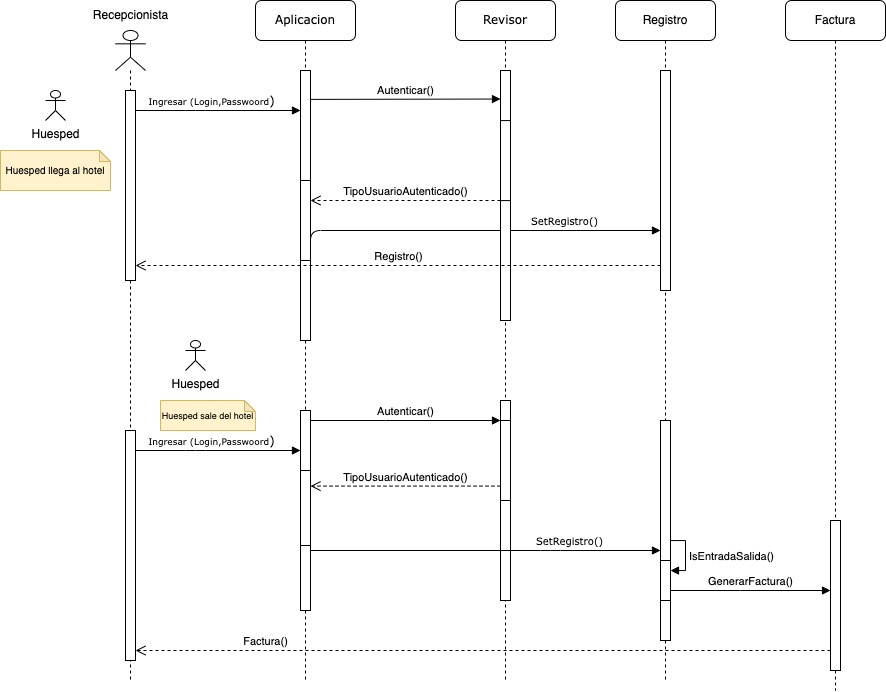 Recepcionista
Aplicacion
Revisor
Registro
Factura
Huesped
Huesped llega al hotel
Ingresar (Login,Passwoord)
Autenticar()
TipoUsuarioAutenticado()
SetRegistro()
Registro()
Huesped
Huesped sale del hotel
Autenticar()
Ingresar (Login,Passwoord)
TipoUsuarioAutenticado()
SetRegistro()
IsEntradaSalida()
GenerarFactura()
Factura()